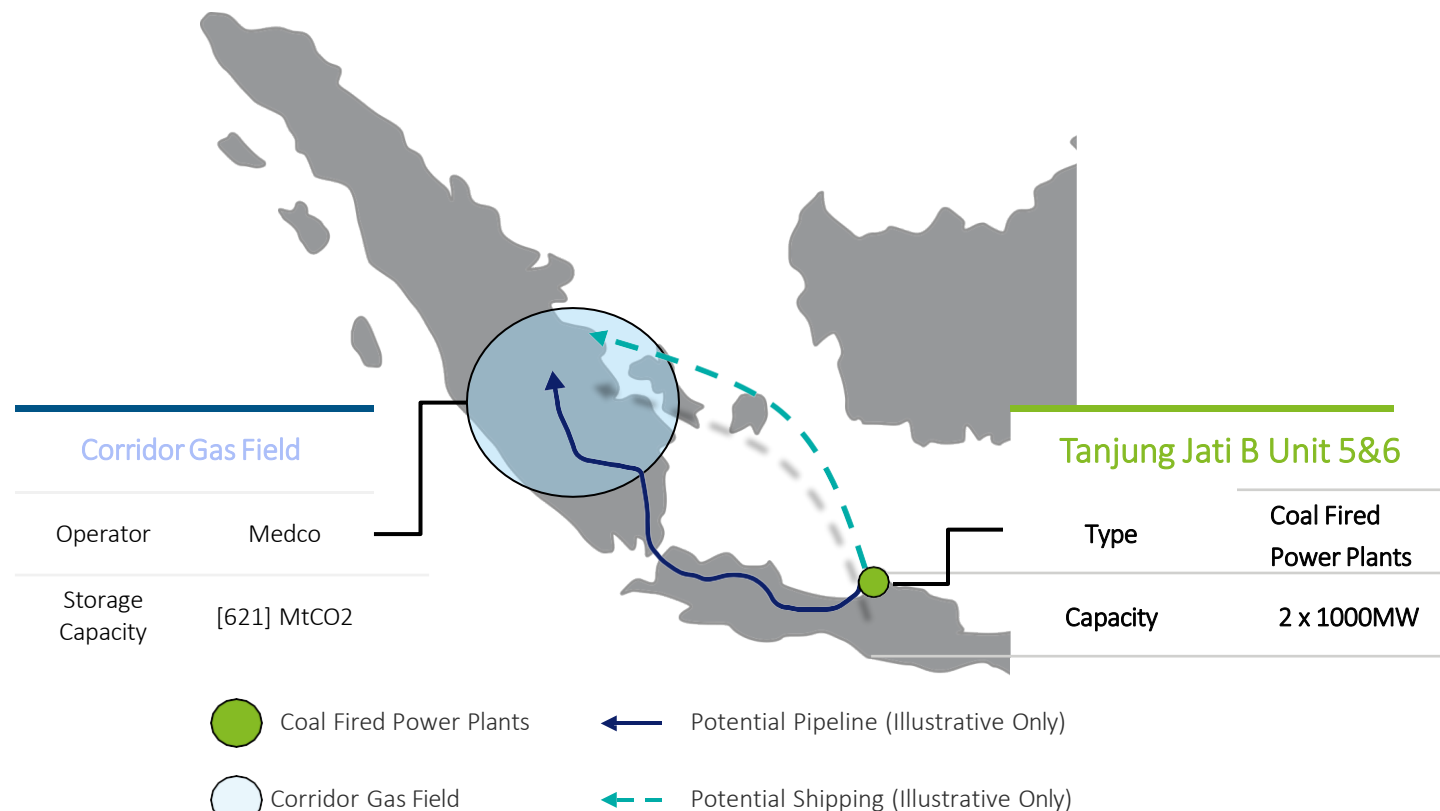 Corridor Gas Field
Operator Medco
Storage
Capacity
[621] MtCO2
Tanjung Jati B Unit 5&6
Type
Coal Fired
Power Plants
Capacity 2 x 1000MW
Coal Fired Power Plants
Potential Pipeline (Illustrative Only)
Corridor Gas Field
Potential Shipping (Illustrative Only)